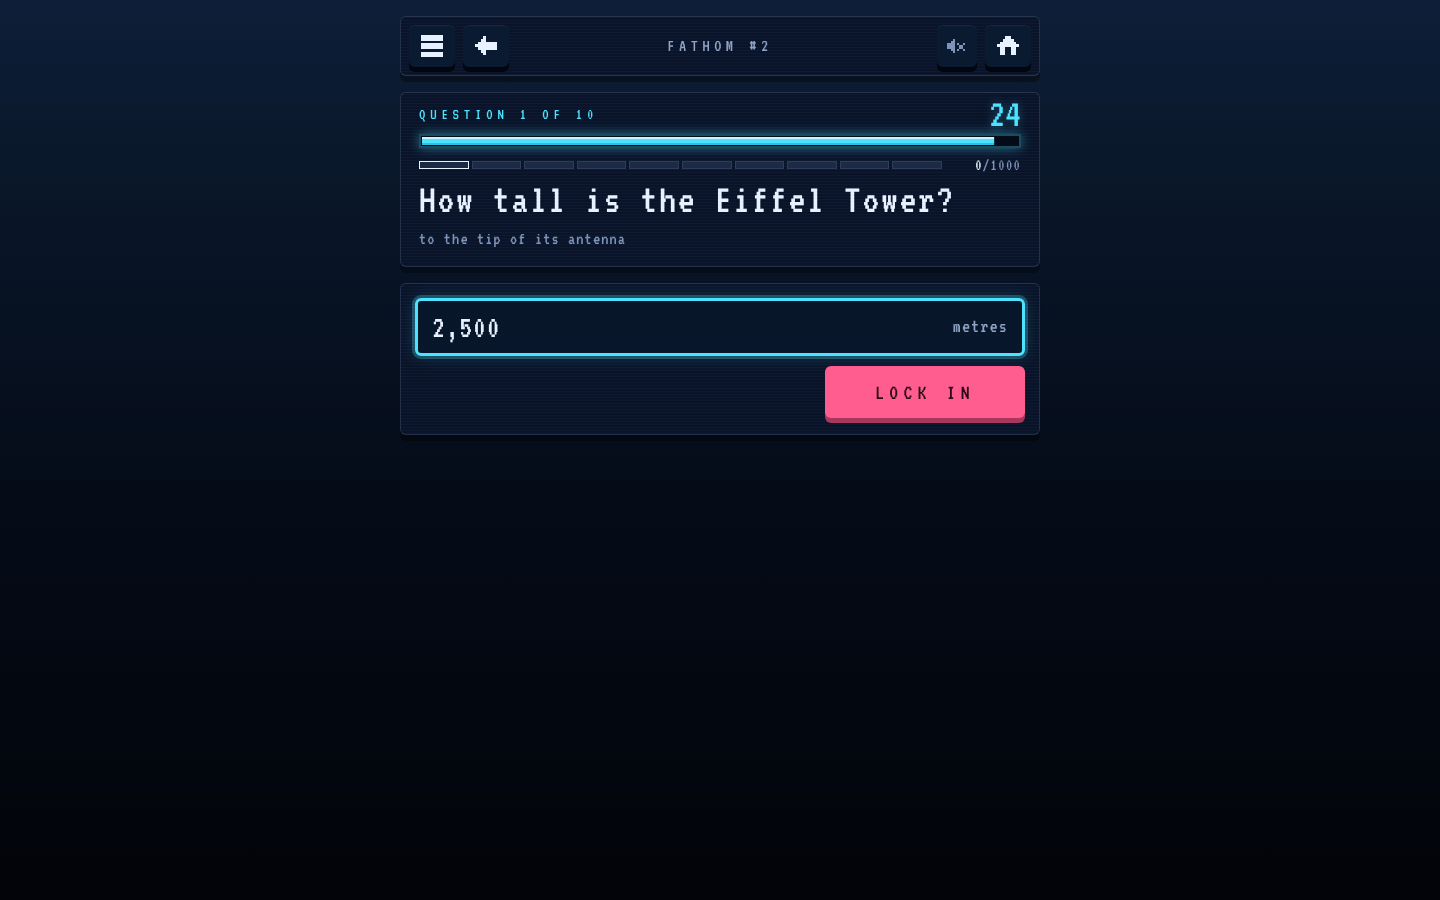 FATHOM #2
QUESTION 1 OF 10
24
0/1000
How tall is the Eiffel Tower?
to the tip of its antenna
2,500
metres
LOCK IN